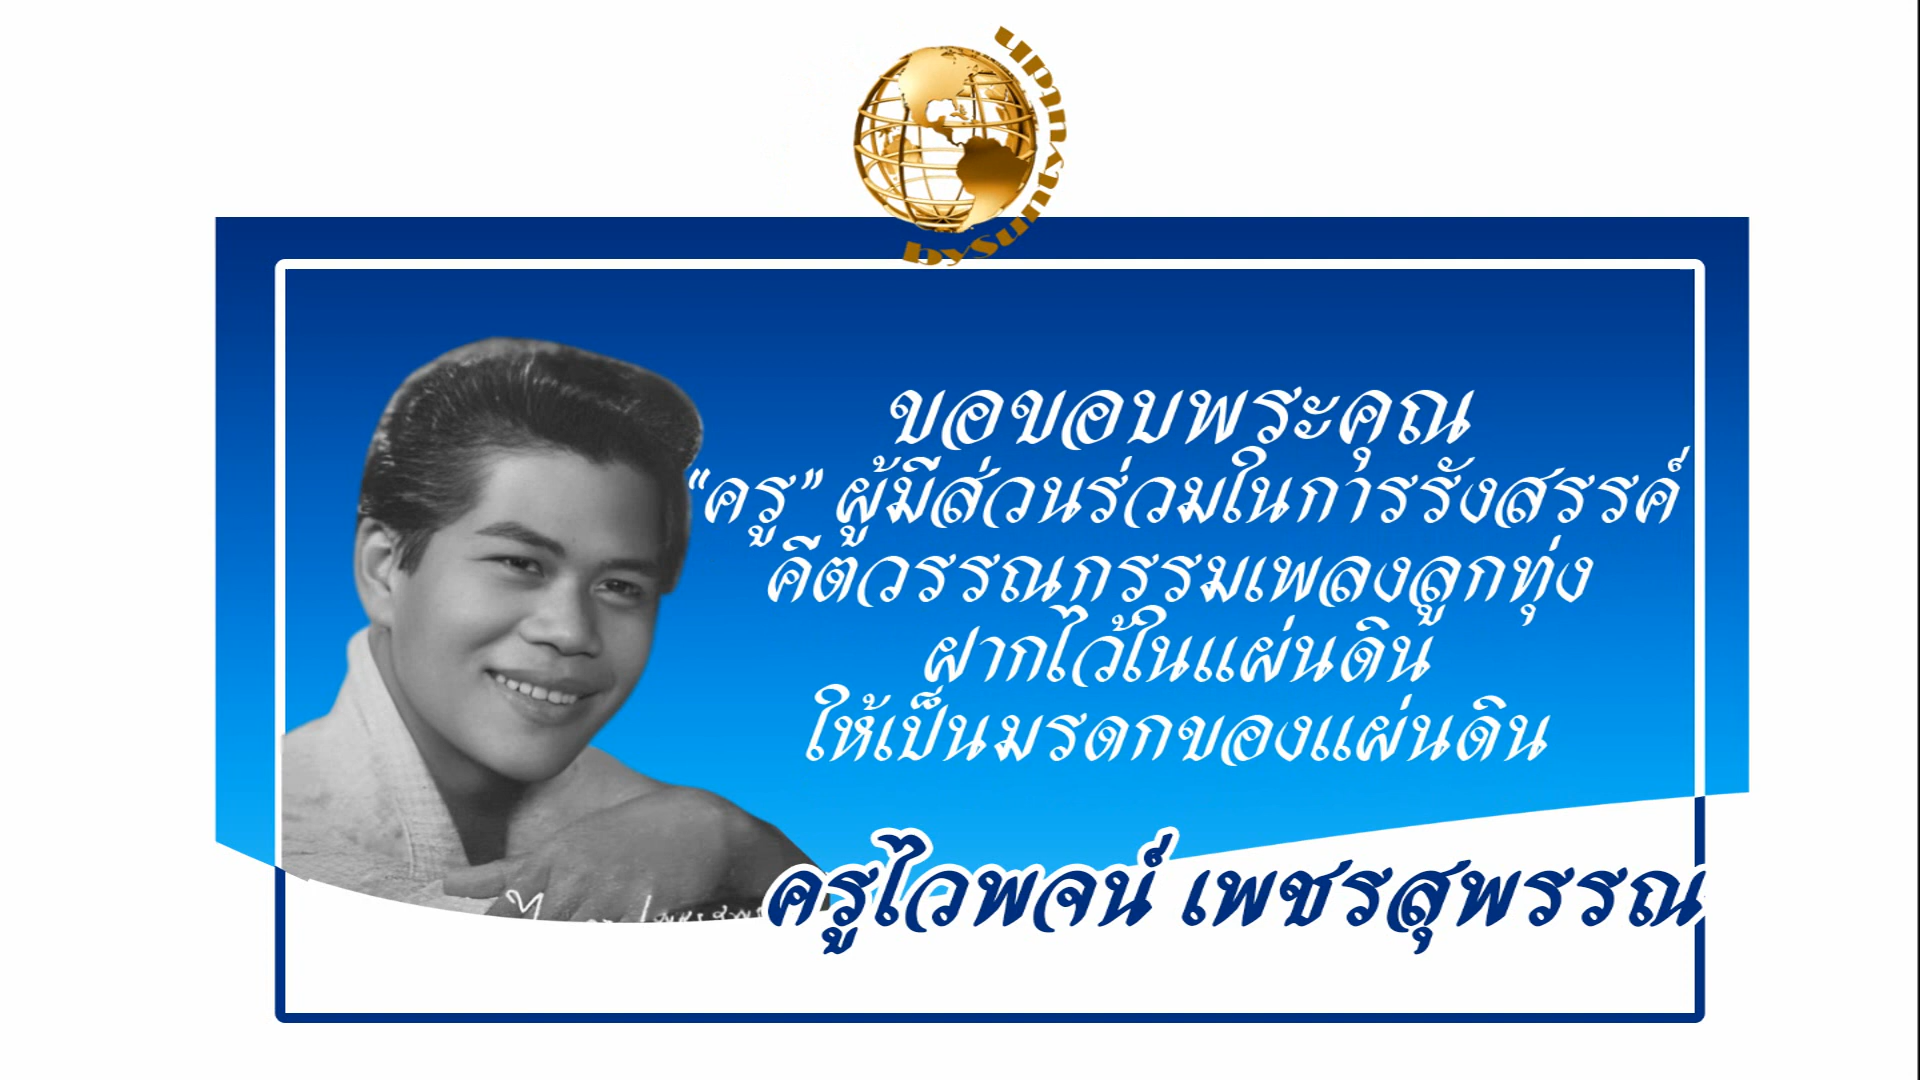 ขอขอบพระคุณ
"ครู" ผู้มีส่วนร่วมในการรังสรรค์
คีตวรรณกรรมเพลงลูกทุ่ง
ฝากไว้ในแผ่นดิน
ให้เป็นมรดกของแผ่นดิน
ครูไวพจน์ เพชรสุพรรณ